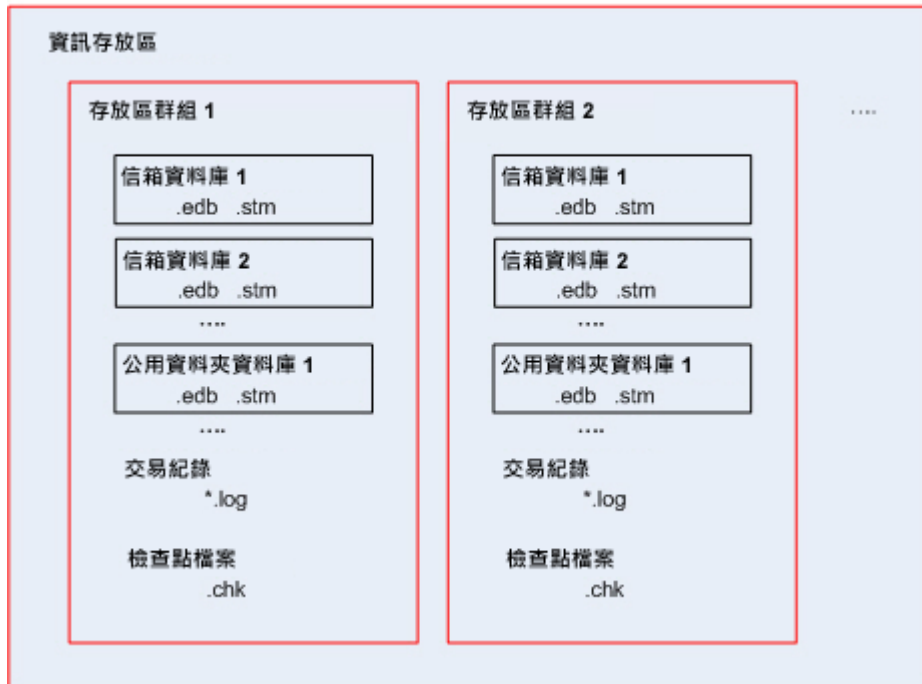 資訊存放區
存放區群組 1
信箱資料庫 1
.edb .stm
信箱資料庫 2
.edb .stm
....
公用資料夾資料庫 1
.edb .stm
....
交易紀錄
*.log
檢查點檔案
.chk
存放區群組 2
信箱資料庫 1
.edb .stm
信箱資料庫 2
.edb .stm
....
公用資料夾資料庫 1
.edb .stm
....
交易紀錄
*.log
檢查點檔案
.chk
....